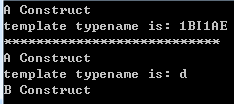 A Construct
template typename is: 1BI1AE
***************************
A Construct
template typename is: d
B Construct